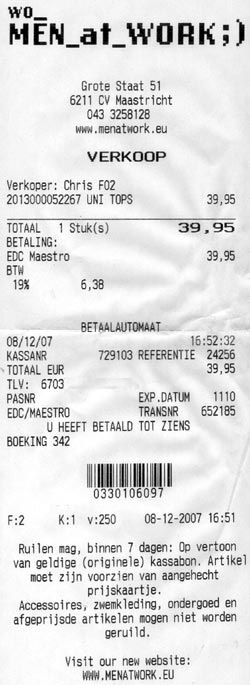 WO_
MEN_at_WORK;)
Grote Staat 51
6211 CV Maastricht
043 3258128
www.menatwork.eu
VERKOOP
Verkoper: Chris F02
2013000052267 UNI TOPS 39,95
TOTAAL 1 Stuk(s) 39,95
BETALING:
EDC Maestro 39,95
BTW
19% 6,38
BETAALAUTOMAAT
08/12/07 16:52:32
KASSANR 729103 REFERENTIE 24256
TOTAAL EUR 39,95
TLV: 6703
PASNR EXP.DATUM 1110
EDC/MAESTRO TRANSNR 652185
U HEEFT BETAALD TOT ZIENS
BOEKING 342
0330106097
F:2 K:1 v:250 08-12-2007 16:51
Ruilen mag, binnen 7 dagen: Op vertoon
van geldige (originele) kassabon. Artikel
moet zijn voorzien van aangehecht
prijskaartje.
Accessoires, zwemkleding, ondergoed en
afgeprijsde artikelen mogen niet worden
geruild.
Visit our new website:
WWW.MENATWORK.EU